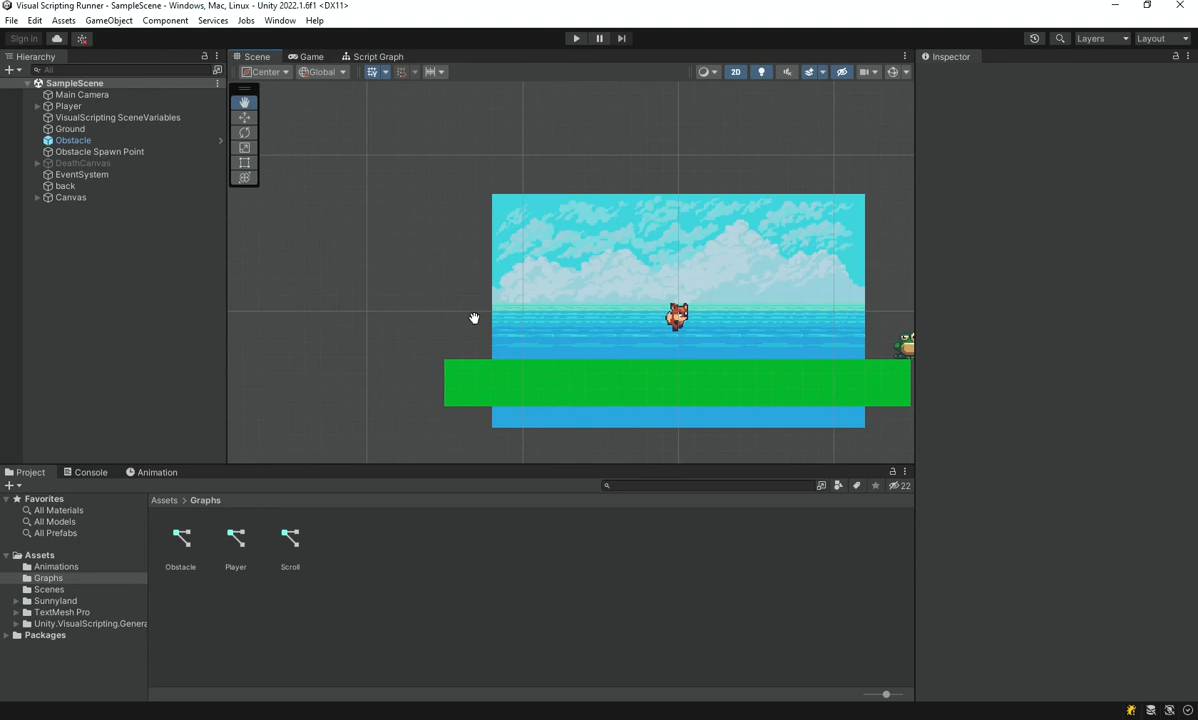 Visual Scripting Runner - SampleScene - Windows, Mac, Linux - Unity 2022.1.6f1 <DX11>
File Edit Assets GameObject Component Services Jobs Window Help
Sign in
Layers
Layout
Hierarchy
All
SampleScene
Main Camera
Player
VisualScripting SceneVariables
Ground
Obstacle
Obstacle Spawn Point
DeathCanvas
EventSystem
back
Canvas
Scene Game Script Graph
Center Global
2D
Inspector
Project Console Animation
22
Favorites
All Materials
All Models
All Prefabs
Assets
Animations
Graphs
Scenes
Sunnyland
TextMesh Pro
Unity.VisualScripting.Genera
Packages
Assets > Graphs
Obstacle Player Scroll